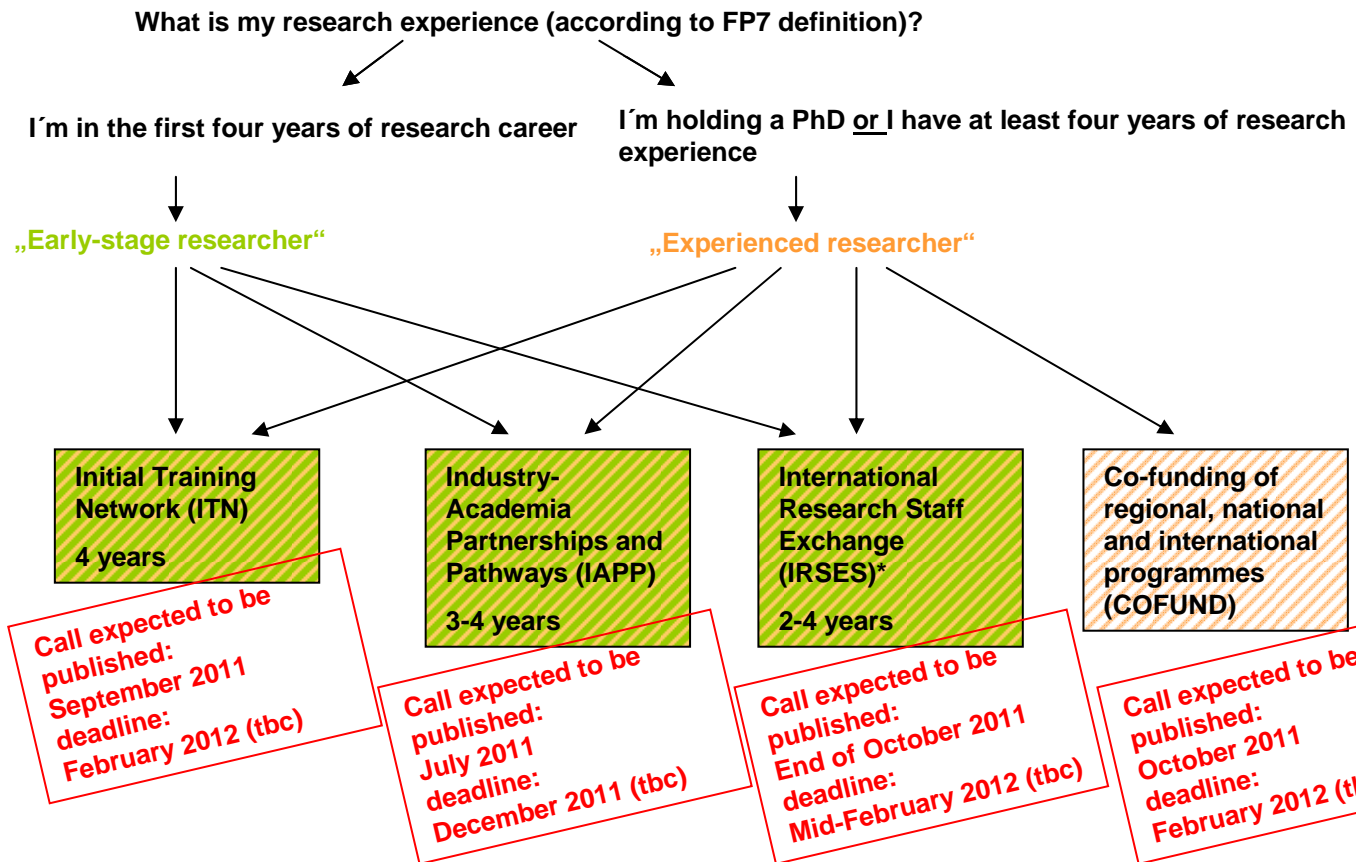 What is my research experience (according to FP7 definition)?
I´m in the first four years of research career
I´m holding a PhD or I have at least four years of research
experience
„Early-stage researcher“
„Experienced researcher“
Initial Training
Network (ITN)
4 years
Industry-
Academia
Partnerships and
Pathways (IAPP)
3-4 years
International
Research Staff
Exchange
(IRSES)*
2-4 years
Co-funding of
regional, national
and international
programmes
(COFUND)
Call expected to be
published:
September 2011
deadline:
February 2012 (tbc)
Call expected to be
published:
July 2011
deadline:
December 2011 (tbc)
Call expected to be
published:
End of October 2011
deadline:
Mid-February 2012 (tbc)
Call expected to be
published:
October 2011
deadline:
February 2012